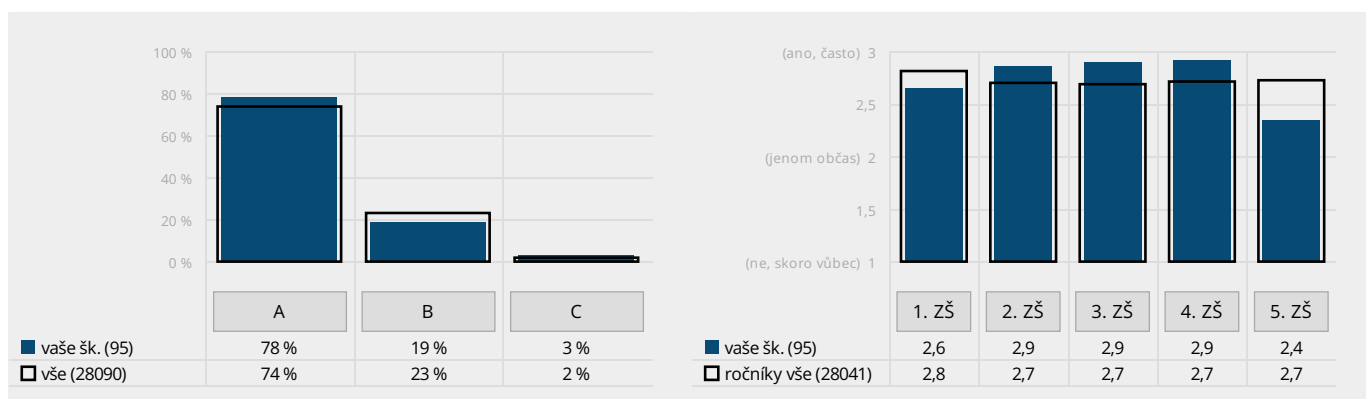 100 %
80 %
60 %
40 %
20 %
0 %
A B C
vaše šk. (95) 78 % 19 % 3 %
vše (28090) 74 % 23 % 2 %
(ano, často) 3
2,5
(jenom občas) 2
1,5
(ne, skoro vůbec) 1
1. ZŠ 2. ZŠ 3. ZŠ 4. ZŠ 5. ZŠ
vaše šk. (95) 2,6 2,9 2,9 2,9 2,4
ročníky vše (28041) 2,8 2,7 2,7 2,7 2,7